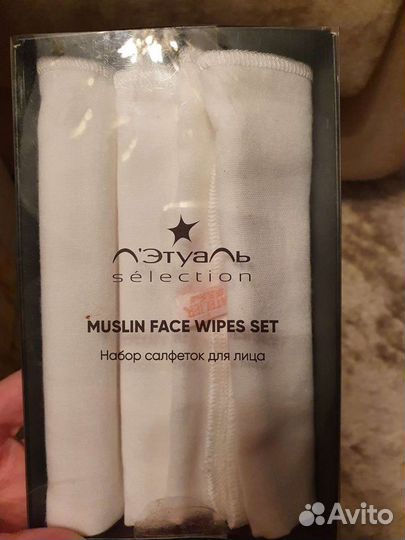 Л'ЭтуаЛь
sélection
MUSLIN FACE WIPES SET
Набор салфеток для лица
Avito